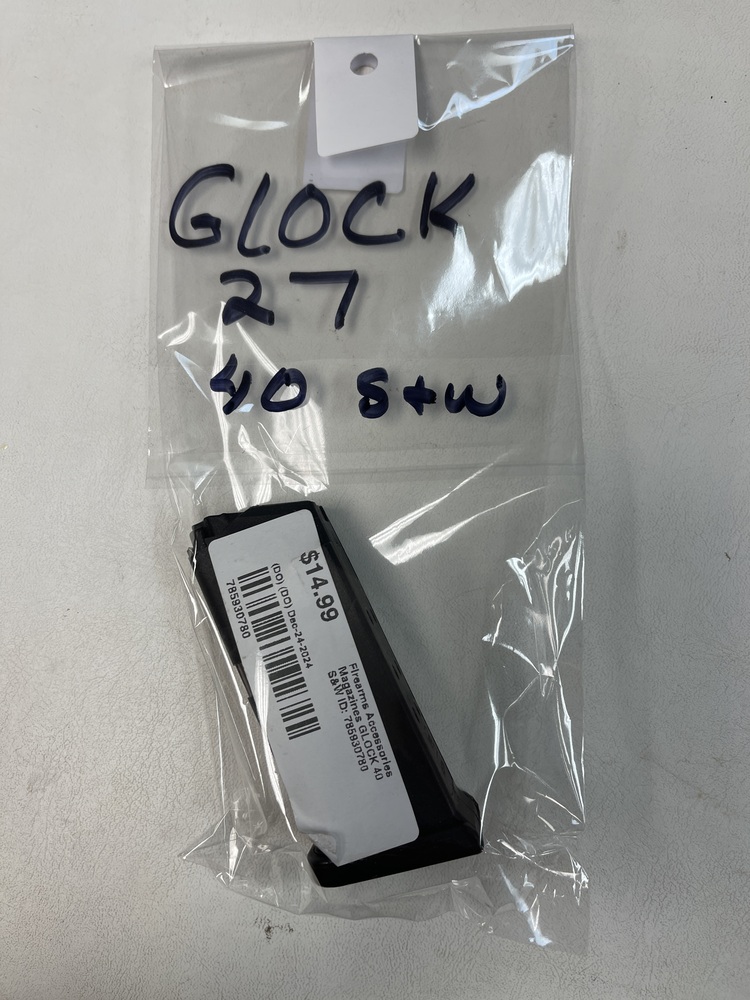 GLOCK
27
40 S+W
$14.99
(DO) (DO) Dec-24-2024
785930780
Firearms Accessories
Magazines GLOCK 40
S&W ID: 785930780